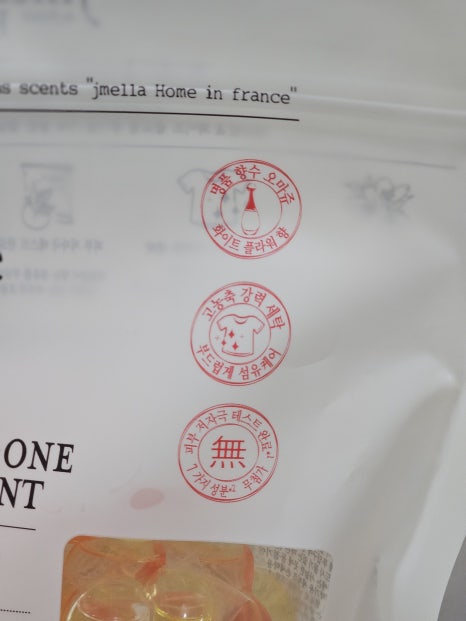 scents "jmella Home in france"
명품 향수 오마쥬
화이트 플라워 향
고농축 강력 세탁
부드럽게 섬유케어
피부 저자극 테스트 완료*¹
無
7가지 성분*² 무첨가
ONE
NT